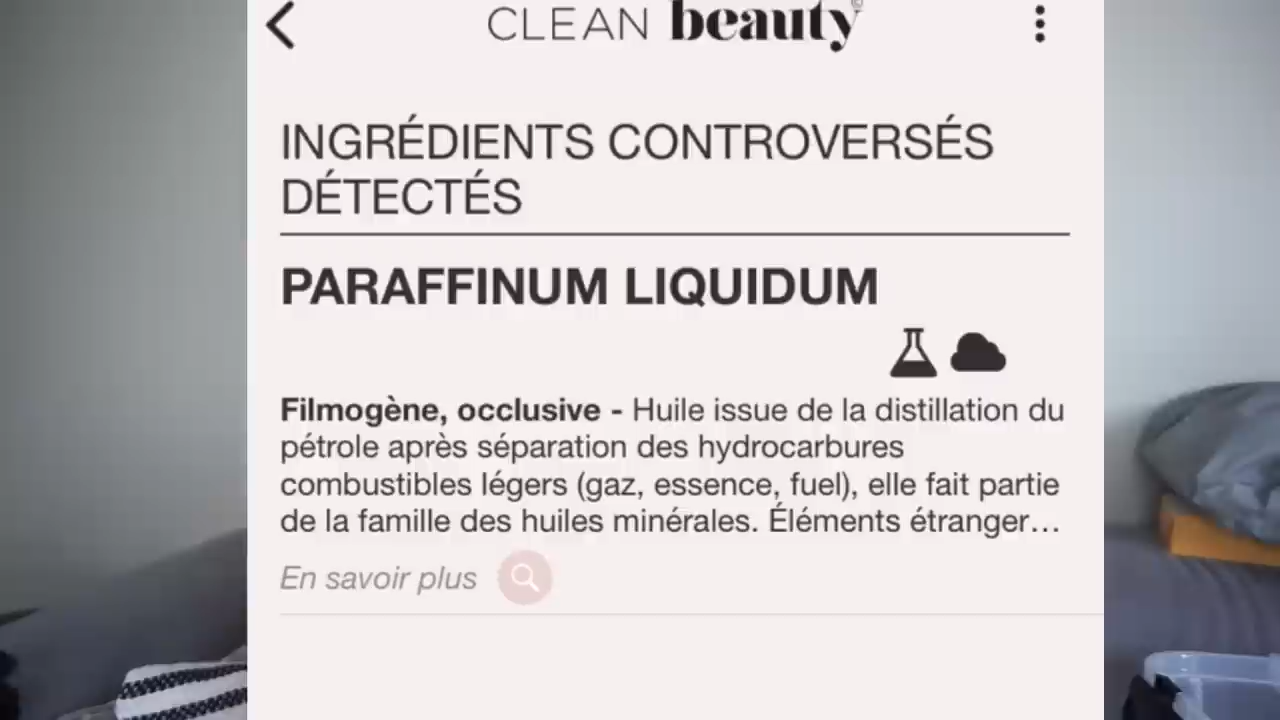 CLEAN beauty©
INGRÉDIENTS CONTROVERSÉS
DÉTECTÉS
PARAFFINUM LIQUIDUM
Filmogène, occlusive - Huile issue de la distillation du
pétrole après séparation des hydrocarbures
combustibles légers (gaz, essence, fuel), elle fait partie
de la famille des huiles minérales. Éléments étranger...
En savoir plus